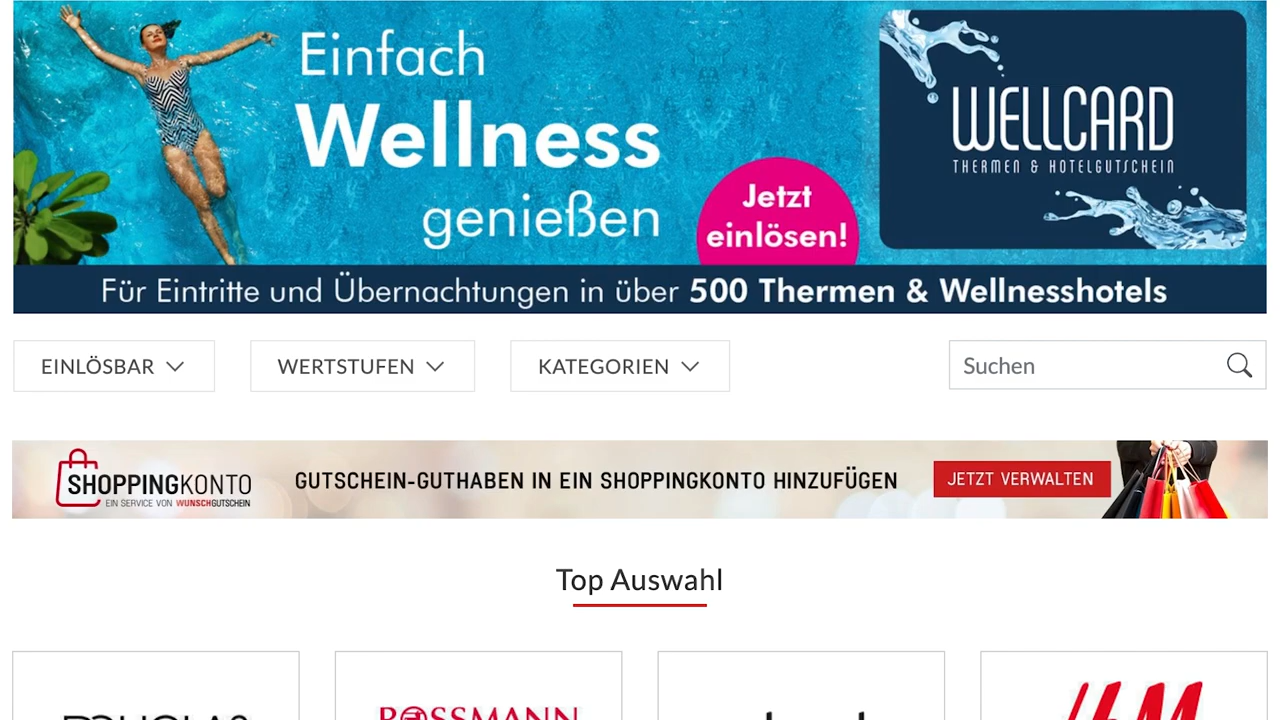 Einfach
Wellness
genießen
Jetzt
einlösen!
WELLCARD
THERMEN & HOTELGUTSCHEIN
Für Eintritte und Übernachtungen in über 500 Thermen & Wellnesshotels
EINLÖSBAR
WERTSTUFEN
KATEGORIEN
Suchen
SHOPPINGKONTO
EIN SERVICE VON WUNSCHGUTSCHEIN
GUTSCHEIN-GUTHABEN IN EIN SHOPPINGKONTO HINZUFÜGEN
JETZT VERWALTEN
Top Auswahl
DOUGLAS
ROSSMANN
H&M